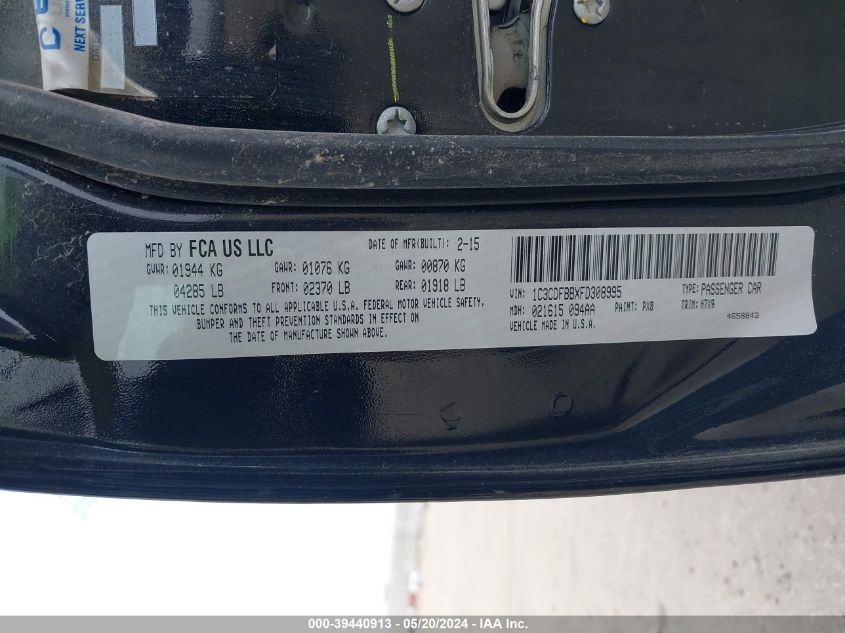 NEXT SERV
MFD BY FCA US LLC
DATE OF MFR(BUILT): 2-15
GVWR: 01944 KG
GAWR: 01076 KG
GAWR: 00870 KG
04285 LB
FRONT: 02370 LB
REAR: 01918 LB
THIS VEHICLE CONFORMS TO ALL APPLICABLE U.S.A. FEDERAL MOTOR VEHICLE SAFETY,
BUMPER AND THEFT PREVENTION STANDARDS IN EFFECT ON
THE DATE OF MANUFACTURE SHOWN ABOVE.
VIN: 1C3CDFBBXFD308995
TYPE: PASSENGER CAR
MDH: 021615 094AA
PAINT: PX8
TRIM: H7X9
VEHICLE MADE IN U.S.A.
4658843
000-39440913 - 05/20/2024 - IAA Inc.